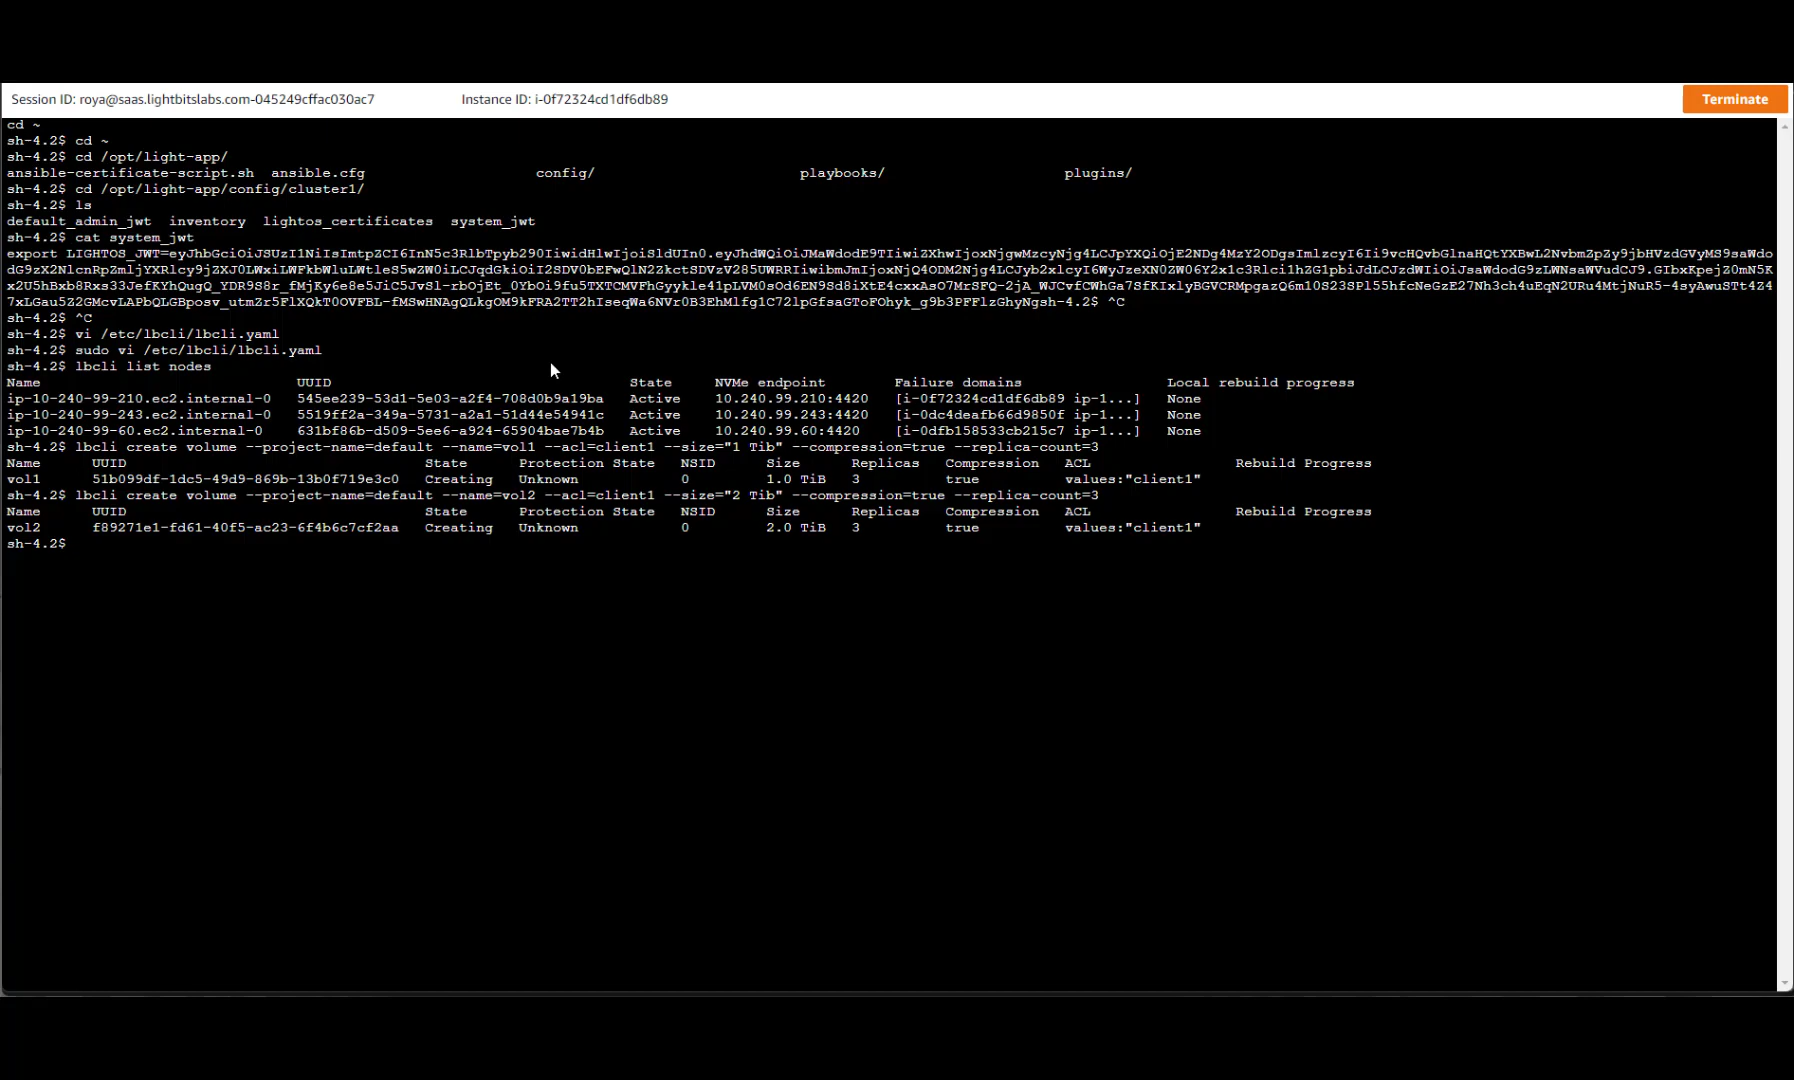 Session ID: roya@saas.lightbitslabs.com-045249cffac030ac7 Instance ID: i-0f72324cd1df6db89 Terminate
cd ~
sh-4.2$ cd ~
sh-4.2$ cd /opt/light-app/
ansible-certificate-script.sh ansible.cfg config/ playbooks/ plugins/
sh-4.2$ cd /opt/light-app/config/cluster1/
sh-4.2$ ls
default_admin_jwt inventory lightos_certificates system_jwt
sh-4.2$ cat system_jwt
export
sh-4.2$ ^C
sh-4.2$ ^C
sh-4.2$ vi /etc/lbcli/lbcli.yaml
sh-4.2$ sudo vi /etc/lbcli/lbcli.yaml
sh-4.2$ lbcli list nodes
Name UUID State NVMe endpoint Failure domains Local rebuild progress
ip-10-240-99-210.ec2.internal-0 545ee239-53d1-5e03-a2f4-708d0b9a19ba Active 10.240.99.210:4420 [i-0f72324cd1df6db89 ip-1...] None
ip-10-240-99-243.ec2.internal-0 5519ff2a-349a-5731-a2a1-51d44e54941c Active 10.240.99.243:4420 [i-0dc4deafb66d9850f ip-1...] None
ip-10-240-99-60.ec2.internal-0 631bf86b-d509-5ee6-a924-65904bae7b4b Active 10.240.99.60:4420 [i-0dfb158533cb215c7 ip-1...] None
sh-4.2$ lbcli create volume --project-name=default --name=vol1 --acl=client1 --size="1 Tib" --compression=true --replica-count=3
Name UUID State Protection State NSID Size Replicas Compression ACL Rebuild Progress
vol1 51b099df-1dc5-49d9-869b-13b0f719e3c0 Creating Unknown 0 1.0 TiB 3 true values:"client1"
sh-4.2$ lbcli create volume --project-name=default --name=vol2 --acl=client1 --size="2 Tib" --compression=true --replica-count=3
Name UUID State Protection State NSID Size Replicas Compression ACL Rebuild Progress
vol2 f89271e1-fd61-40f5-ac23-6f4b6c7cf2aa Creating Unknown 0 2.0 TiB 3 true values:"client1"
sh-4.2$